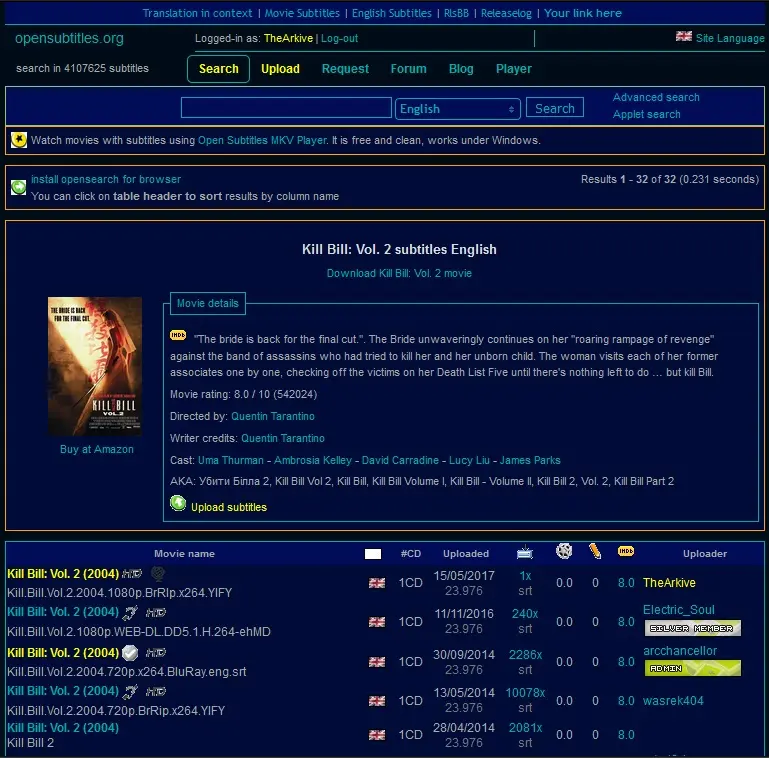 Translation in context | Movie Subtitles | English Subtitles | RlsBB | Releaselog | Your link here
opensubtitles.org
Logged-in as: TheArkive | Log-out
Site Language
search in 4107625 subtitles
Search Upload Request Forum Blog Player
English Search
Advanced search
Applet search
Watch movies with subtitles using Open Subtitles MKV Player. It is free and clean, works under Windows.
install opensearch for browser
Results 1 - 32 of 32 (0.231 seconds)
You can click on table header to sort results by column name
Kill Bill: Vol. 2 subtitles English
Download Kill Bill: Vol. 2 movie
THE BRIDE IS BACK
FOR THE FINAL CUT.
KILL BILL
VOL.2
Buy at Amazon
Movie details
IMDb "The bride is back for the final cut.". The Bride unwaveringly continues on her "roaring rampage of revenge"
against the band of assassins who had tried to kill her and her unborn child. The woman visits each of her former
associates one by one, checking off the victims on her Death List Five until there's nothing left to do ... but kill Bill.
Movie rating: 8.0 / 10 (542024)
Directed by: Quentin Tarantino
Writer credits: Quentin Tarantino
Cast: Uma Thurman - Ambrosia Kelley - David Carradine - Lucy Liu - James Parks
AKA: Убити Білла 2, Kill Bill Vol 2, Kill Bill, Kill Bill Volume I, Kill Bill - Volume II, Kill Bill 2, Vol. 2, Kill Bill Part 2
Upload subtitles
Movie name #CD Uploaded IMDb Uploader
Kill Bill: Vol. 2 (2004) HD
Kill.Bill.Vol.2.2004.1080p.BrRip.x264.YIFY
1CD 15/05/2017 1x 0.0 0 8.0 TheArkive
23.976 srt
Kill Bill: Vol. 2 (2004) HD
Kill.Bill.Vol.2.1080p.WEB-DL.DD5.1.H.264-ehMD
1CD 11/11/2016 240x 0.0 0 8.0 Electric_Soul
23.976 srt SILVER MEMBER
Kill Bill: Vol. 2 (2004) HD
Kill.Bill.Vol.2.2004.720p.x264.BluRay.eng.srt
1CD 30/09/2014 2286x 0.0 0 8.0 arcchancellor
23.976 srt ADMIN
Kill Bill: Vol. 2 (2004) HD
Kill.Bill.Vol.2.2004.720p.BrRip.x264.YIFY
1CD 13/05/2014 10078x 0.0 0 8.0 wasrek404
23.976 srt
Kill Bill: Vol. 2 (2004)
Kill Bill 2
1CD 28/04/2014 2081x 0.0 0 8.0
23.976 srt